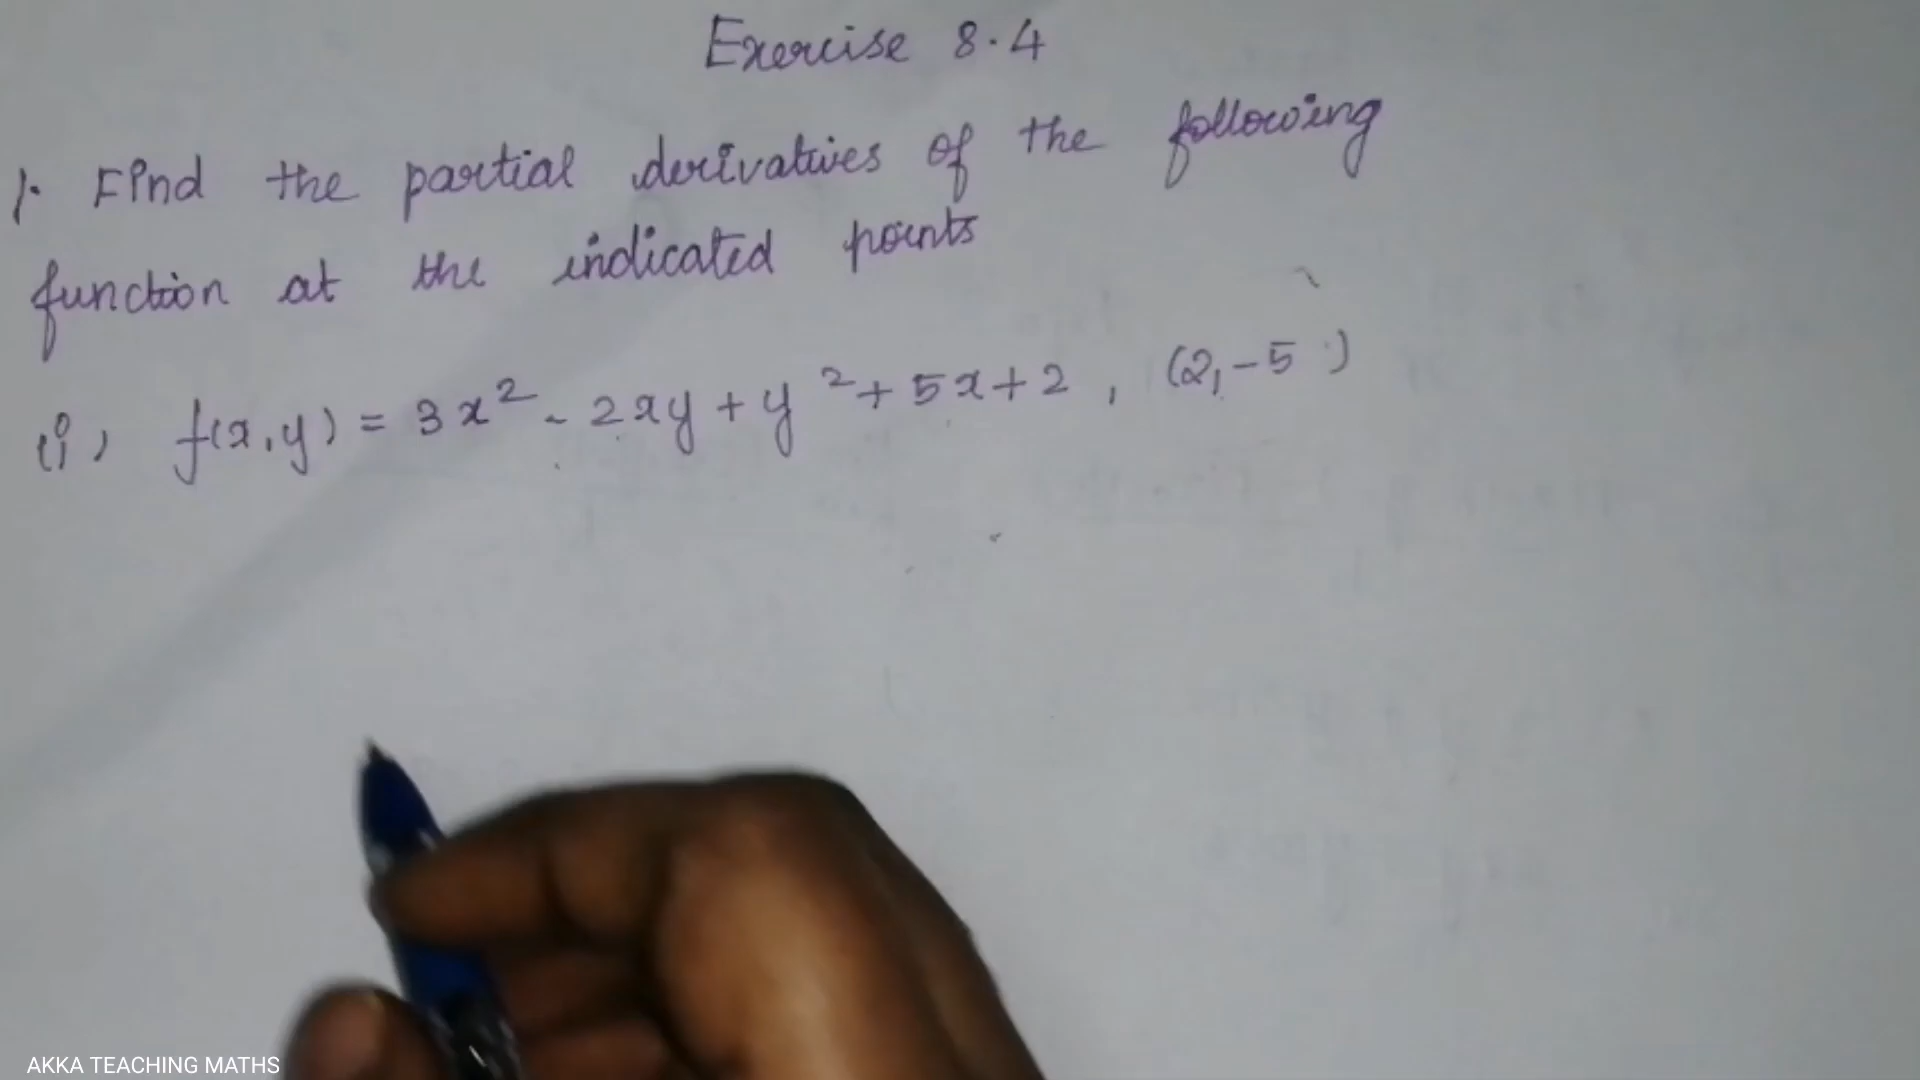 Exercise 8.4
1. Find the partial derivatives of the following
function at the indicated points
(i) f(x,y) = 3x² - 2xy + y² + 5x + 2, (2,-5)
AKKA TEACHING MATHS